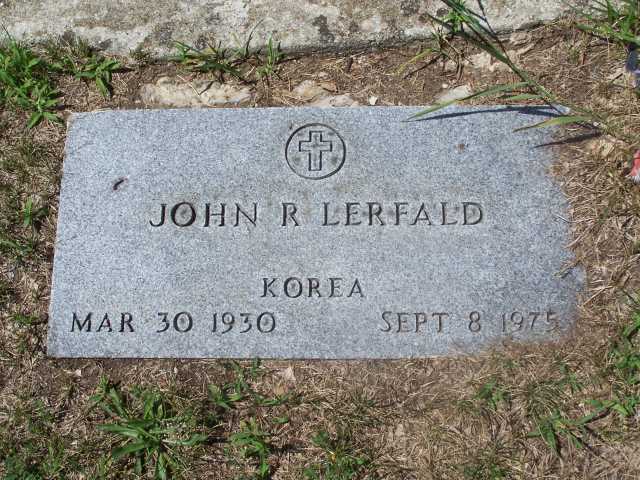 JOHN R LERFALD
KOREA
MAR 30 1930 SEPT 8 1975